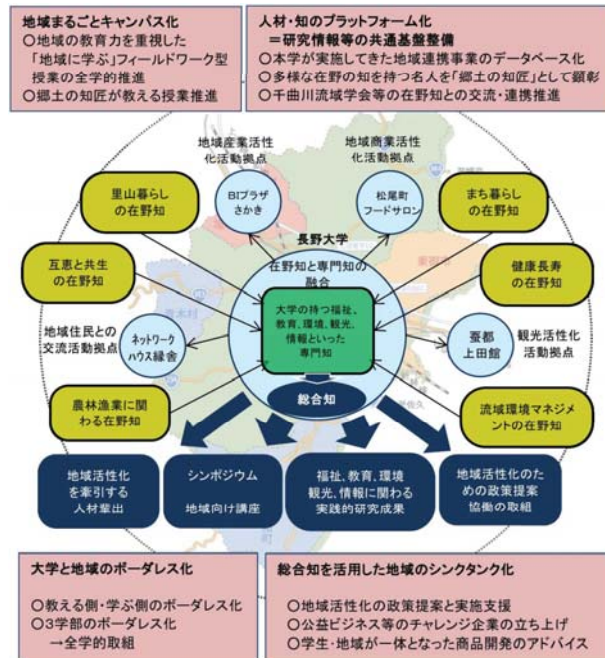 地域まるごとキャンパス化
○地域の教育力を重視した
「地域に学ぶ」フィールドワーク型
授業の全学的推進
○郷土の知匠が教える授業推進
人材・知のプラットフォーム化
＝研究情報等の共通基盤整備
○本学が実施してきた地域連携事業のデータベース化
○多様な在野の知を持つ名人を「郷土の知匠」として顕彰
○千曲川流域学会等の在野知との交流・連携推進
地域産業活性
化活動拠点
地域商業活性
化活動拠点
BIプラザ
さかき
松尾町
フードサロン
里山暮らし
の在野知
まち暮らし
の在野知
長野大学
在野知と専門知の
融合
互恵と共生
の在野知
健康長寿
の在野知
大学の持つ福祉、
教育、環境、観光、
情報といった
専門知
地域住民との
交流活動拠点
ネットワーク
ハウス縁舎
蚕都
上田館
観光活性化
活動拠点
総合知
農林漁業に関
わる在野知
流域環境マネジメ
ントの在野知
地域活性化
を牽引する
人材輩出
シンポジウム
地域向け講座
福祉、教育、環境
観光、情報に関わる
実践的研究成果
地域活性化のた
めの政策提案
協働の取組
大学と地域のボーダレス化
○教える側・学ぶ側のボーダレス化
○３学部のボーダレス化
→全学的取組
総合知を活用した地域のシンクタンク化
○地域活性化の政策提案と実施支援
○公益ビジネス等のチャレンジ企業の立ち上げ
○学生・地域が一体となった商品開発のアドバイス